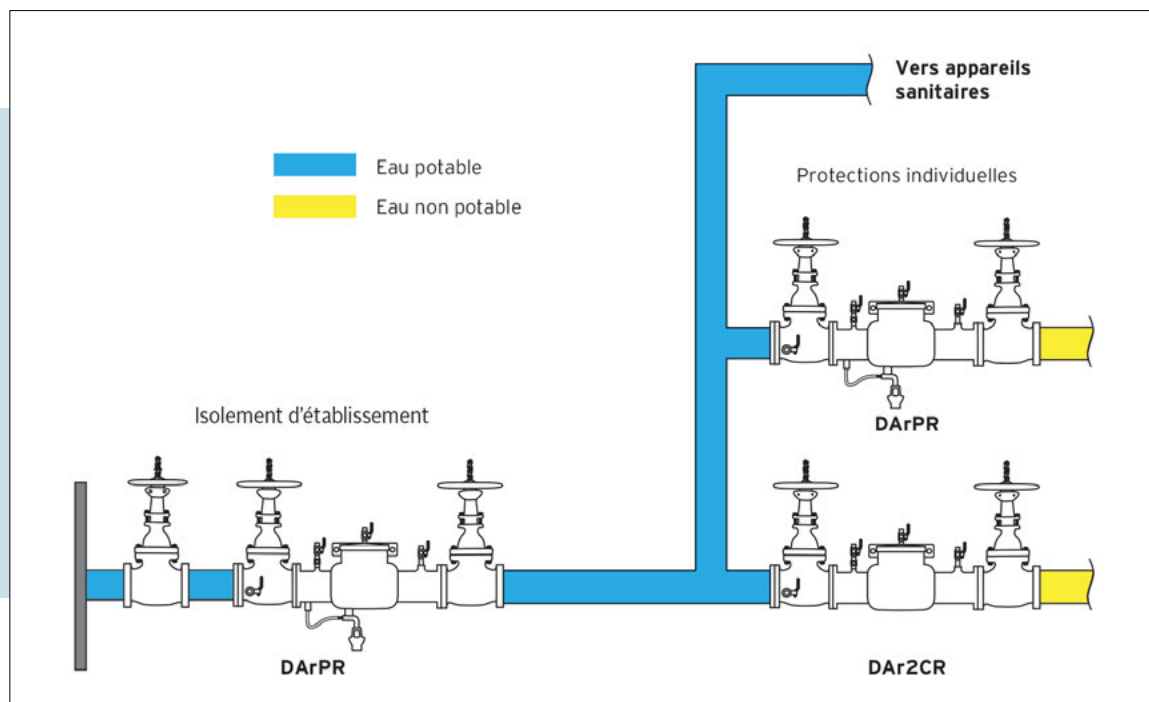 Vers appareils
sanitaires
Eau potable
Eau non potable
Protections individuelles
DArPR
Isolement d'établissement
DArPR
DAr2CR